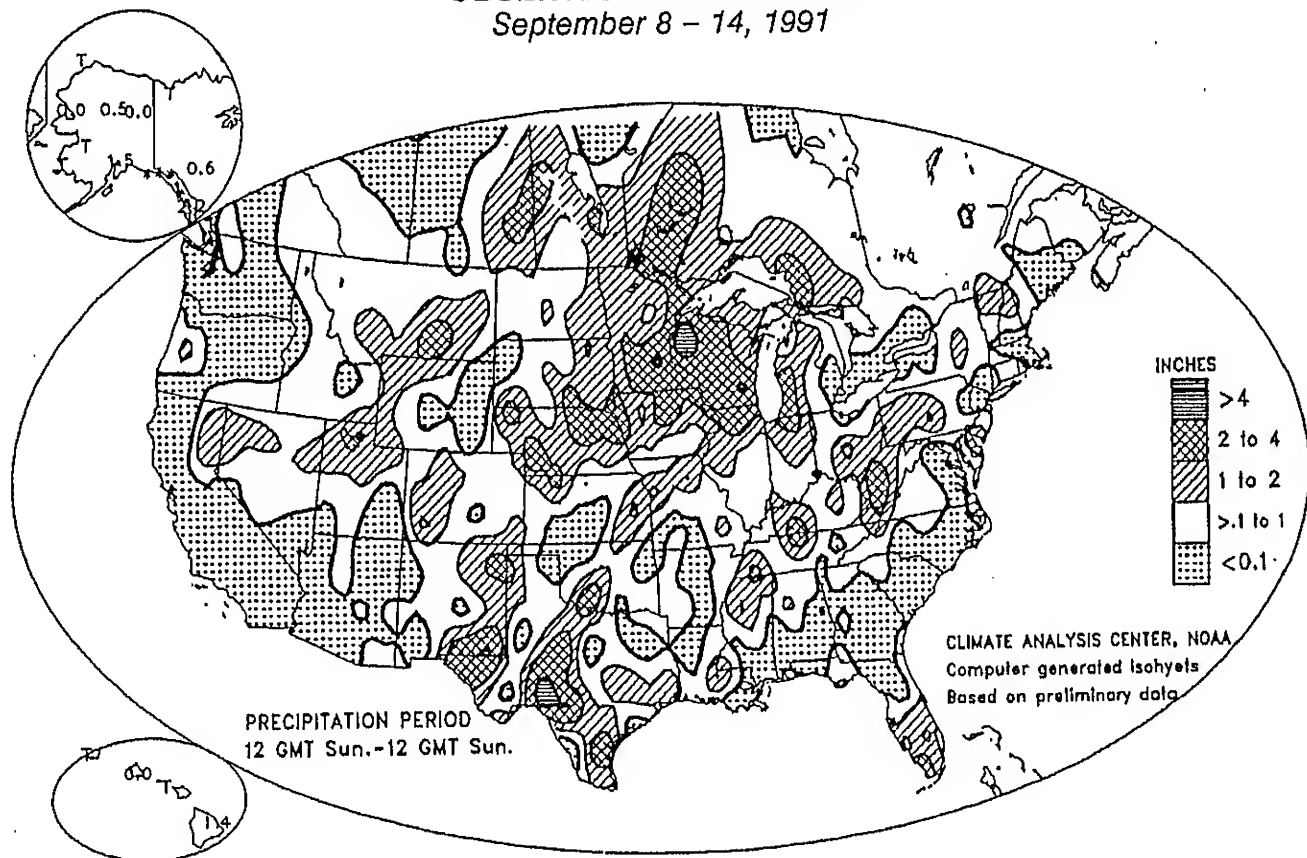 September 8 – 14, 1991
T
0.0 0.5 0.0
T
0.6
INCHES
>4
2 to 4
1 to 2
>.1 to 1
<0.1
CLIMATE ANALYSIS CENTER, NOAA
Computer generated Isohyets
Based on preliminary data
PRECIPITATION PERIOD
12 GMT Sun.-12 GMT Sun.
T
0.0
T
1.4